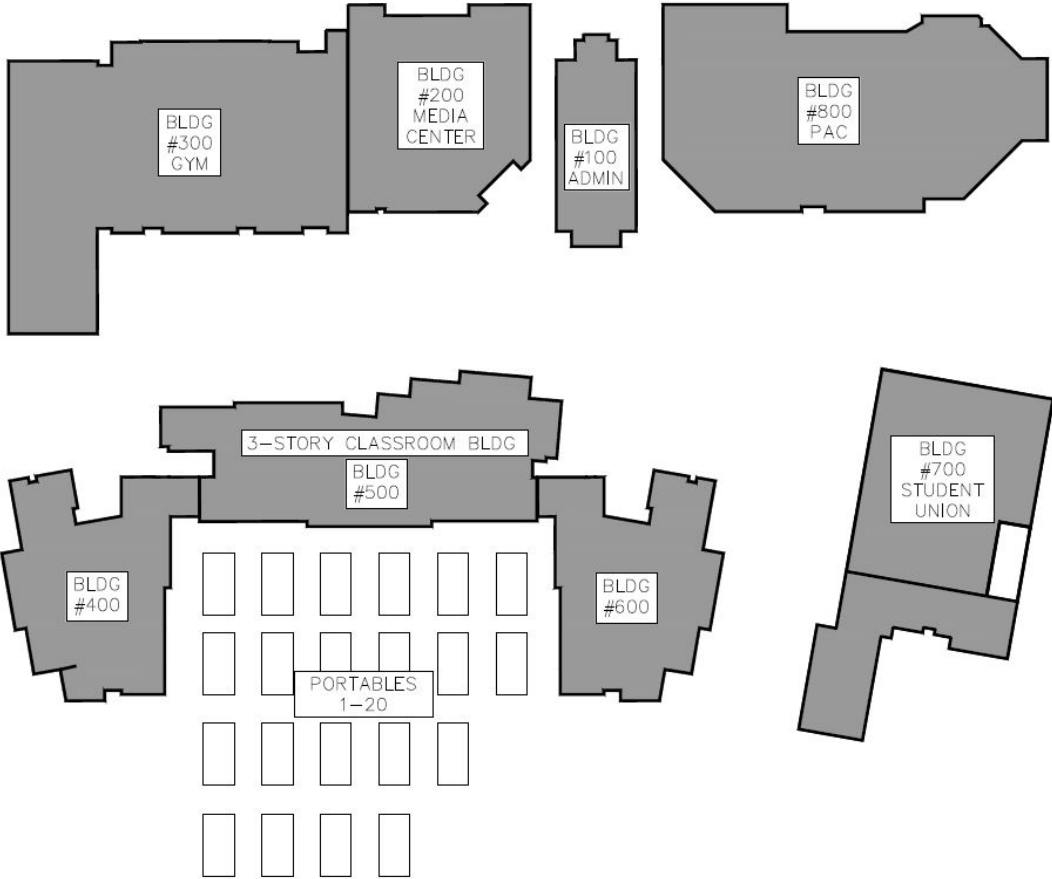 BLDG
#300
GYM
BLDG
#200
MEDIA
CENTER
BLDG
#100
ADMIN
BLDG
#800
PAC
3-STORY CLASSROOM BLDG
BLDG
#500
BLDG
#400
BLDG
#600
BLDG
#700
STUDENT
UNION
PORTABLES
1-20